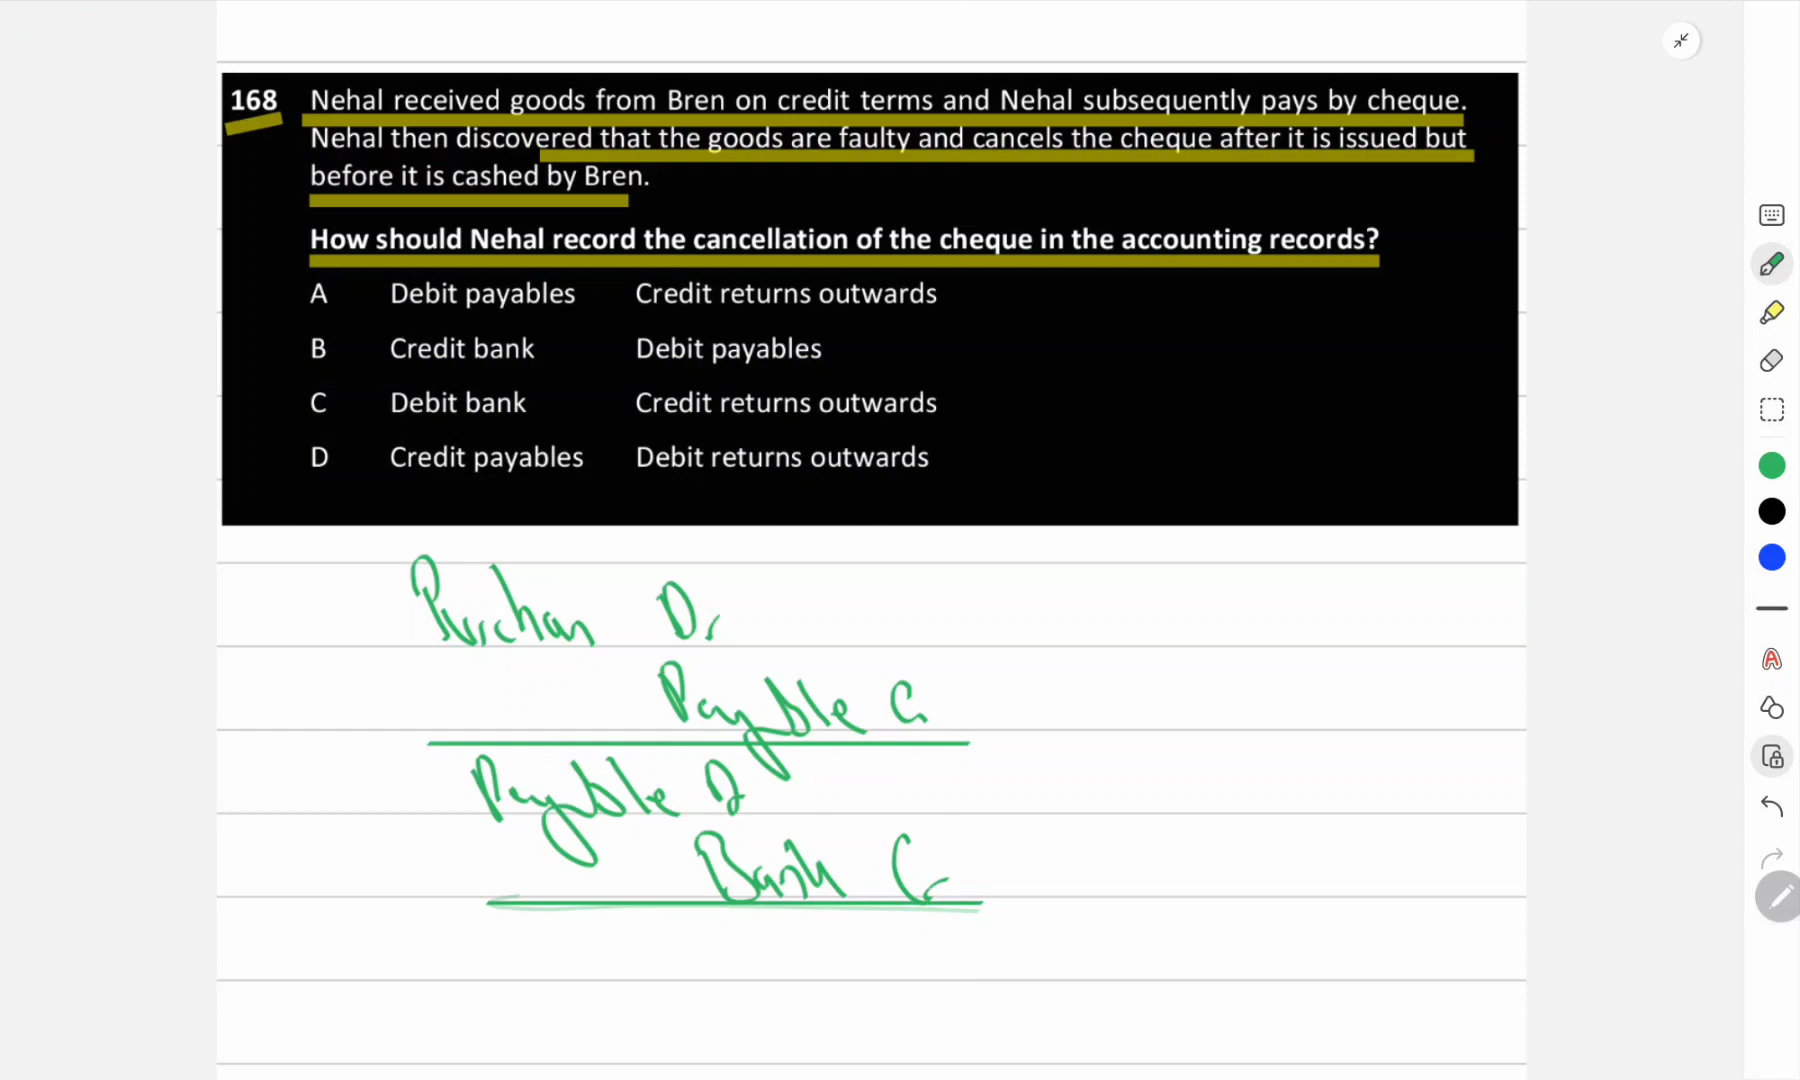 168 Nehal received goods from Bren on credit terms and Nehal subsequently pays by cheque.
Nehal then discovered that the goods are faulty and cancels the cheque after it is issued but
before it is cashed by Bren.
How should Nehal record the cancellation of the cheque in the accounting records?
A Debit payables Credit returns outwards
B Credit bank Debit payables
C Debit bank Credit returns outwards
D Credit payables Debit returns outwards
Dr
Payable Cr
Payable Dr
Bank Cr
A